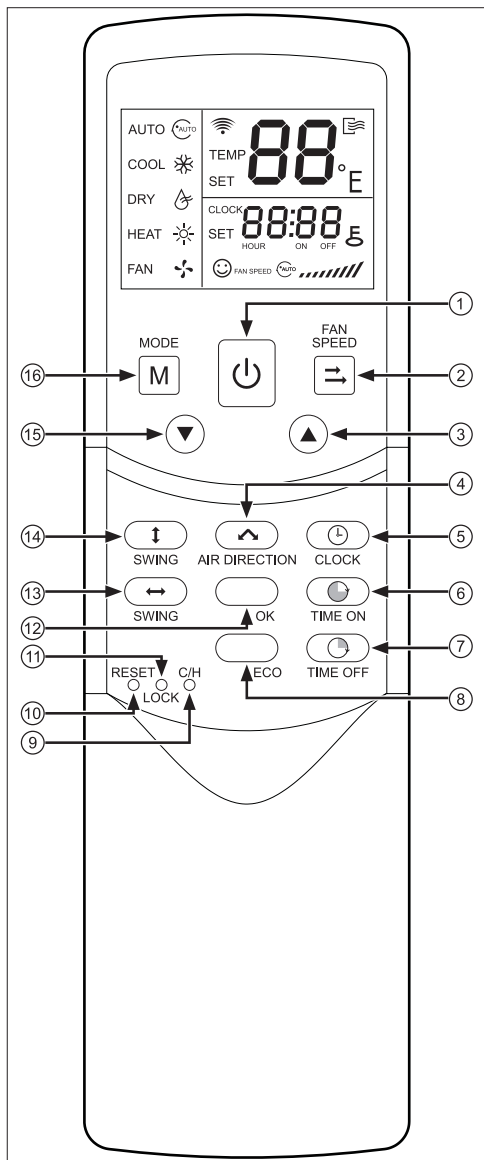 AUTO AUTO
COOL
DRY
HEAT
FAN
TEMP
SET
88°E
CLOCK
SET 88:88
HOUR ON OFF
FAN SPEED AUTO
1
MODE
FAN
SPEED
16
M
2
15
3
4
14
5
SWING AIR DIRECTION CLOCK
13
6
SWING OK TIME ON
12
7
11
RESET C/H ECO TIME OFF
LOCK
8
10
9